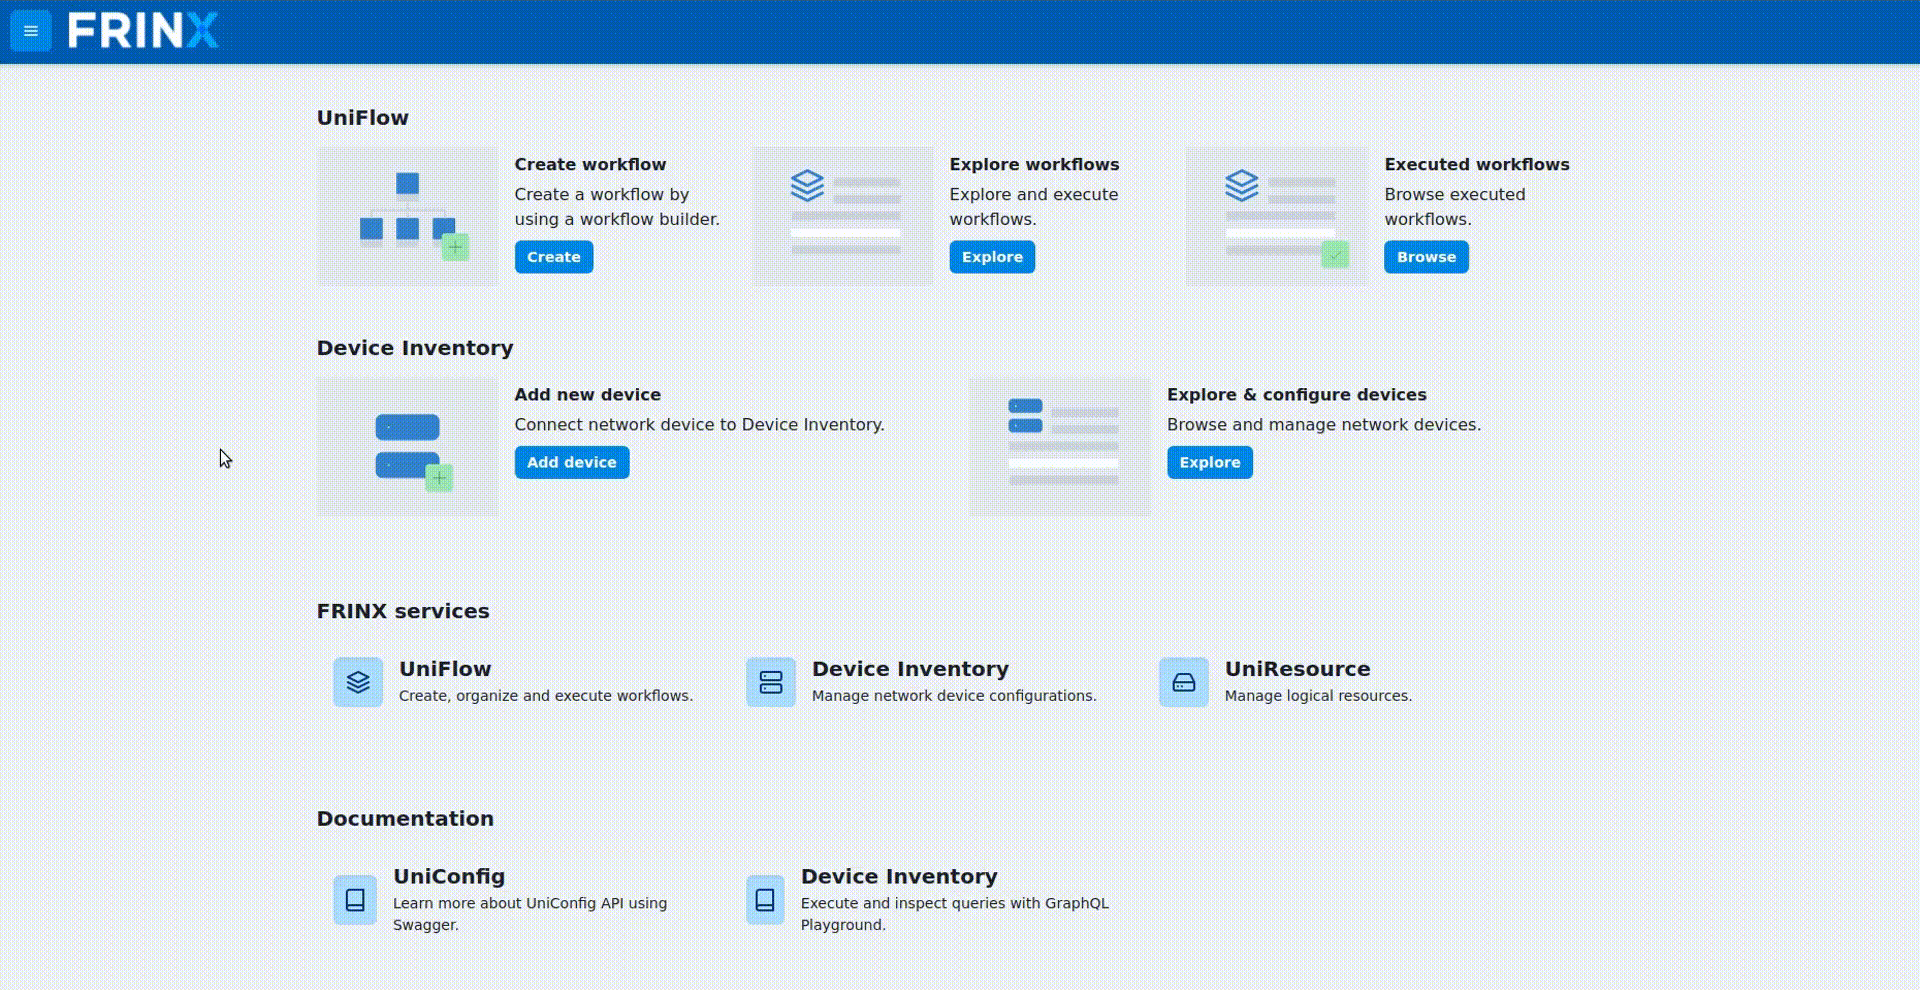 FRINX
UniFlow
Create workflow
Create a workflow by
using a workflow builder.
Create
Explore workflows
Explore and execute
workflows.
Explore
Executed workflows
Browse executed
workflows.
Browse
Device Inventory
Add new device
Connect network device to Device Inventory.
Add device
Explore & configure devices
Browse and manage network devices.
Explore
FRINX services
UniFlow
Create, organize and execute workflows.
Device Inventory
Manage network device configurations.
UniResource
Manage logical resources.
Documentation
UniConfig
Learn more about UniConfig API using
Swagger.
Device Inventory
Execute and inspect queries with GraphQL
Playground.